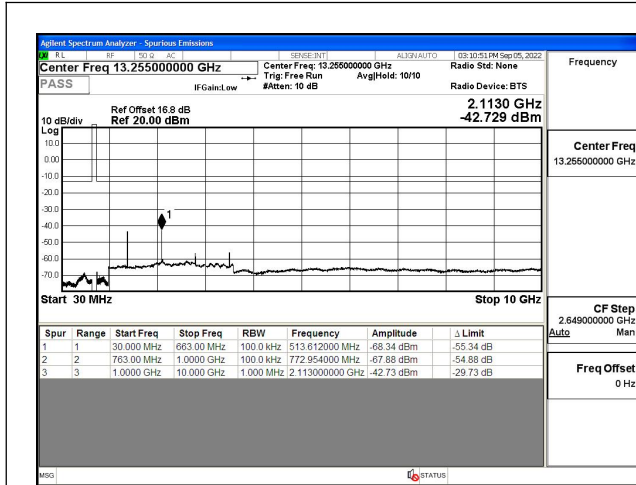 Agilent Spectrum Analyzer - Spurious Emissions
RL RF 50 Ω AC SENSE:INT ALIGN AUTO 03:10:51 PM Sep 05, 2022
Center Freq 13.255000000 GHz Center Freq: 13.255000000 GHz Radio Std: None Frequency
Trig: Free Run Avg|Hold: 10/10
PASS IFGain:Low #Atten: 10 dB Radio Device: BTS
Ref Offset 16.8 dB 2.1130 GHz
10 dB/div Ref 20.00 dBm -42.729 dBm
Log
10.0
0.00
-10.0
-20.0
-30.0
-40.0
-50.0
-60.0
-70.0
1
Start 30 MHz Stop 10 GHz
Spur Range Start Freq Stop Freq RBW Frequency Amplitude Δ Limit
1 1 30.000 MHz 663.00 MHz 100.0 kHz 513.612000 MHz -68.34 dBm -55.34 dB
2 2 763.00 MHz 1.0000 GHz 100.0 kHz 772.954000 MHz -67.88 dBm -54.88 dB
3 3 1.0000 GHz 10.000 GHz 1.000 MHz 2.113000000 GHz -42.73 dBm -29.73 dB
Center Freq
13.255000000 GHz
CF Step
2.649000000 GHz
Auto Man
Freq Offset
0 Hz
MSG STATUS